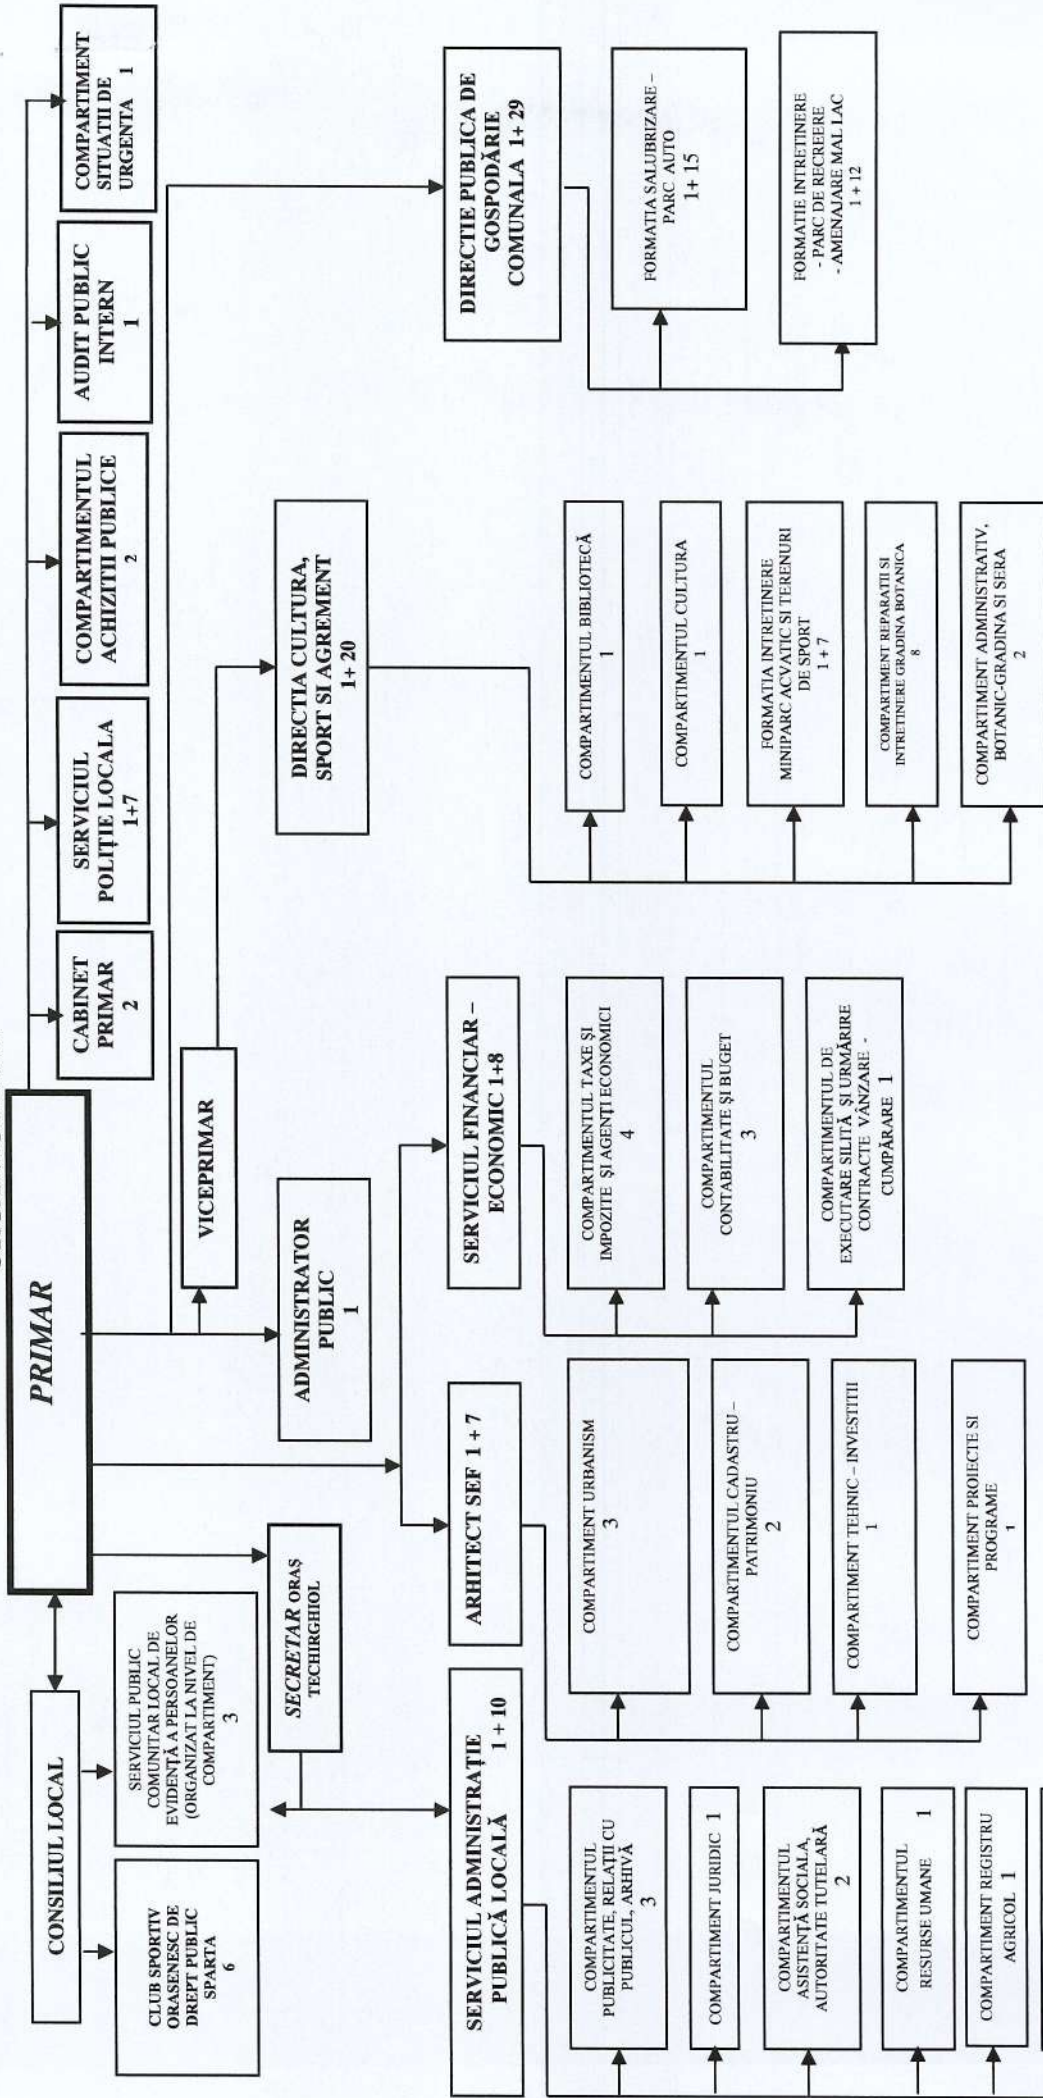 PRIMAR
CONSILIUL LOCAL
CABINET
PRIMAR
2
SERVICIUL
POLIȚIE LOCALA
1+7
COMPARTIMENTUL
ACHIZITII PUBLICE
2
AUDIT PUBLIC
INTERN
1
COMPARTIMENT
SITUATII DE
URGENTA 1
CLUB SPORTIV
ORASENESC DE
DREPT PUBLIC
SPARTA
6
SERVICIUL PUBLIC
COMUNITAR LOCAL DE
EVIDENȚĂ A PERSOANELOR
(ORGANIZAT LA NIVEL DE
COMPARTIMENT)
3
VICEPRIMAR
SECRETAR ORAȘ
TECHIRGHIOL
ADMINISTRATOR
PUBLIC
1
DIRECTIA CULTURA,
SPORT SI AGREMENT
1+ 20
SERVICIUL ADMINISTRAȚIE
PUBLICĂ LOCALĂ 1 + 10
ARHITECT SEF 1 + 7
SERVICIUL FINANCIAR –
ECONOMIC 1+8
DIRECTIE PUBLICA DE
GOSPODĂRIE
COMUNALA 1+ 29
COMPARTIMENTUL
PUBLICITATE, RELAȚII CU
PUBLICUL, ARHIVĂ
3
COMPARTIMENT JURIDIC 1
COMPARTIMENTUL
ASISTENȚĂ SOCIALA,
AUTORITATE TUTELARĂ
2
COMPARTIMENTUL
RESURSE UMANE 1
COMPARTIMENT REGISTRU
AGRICOL 1
COMPARTIMENT URBANISM
3
COMPARTIMENTUL CADASTRU –
PATRIMONIU
2
COMPARTIMENT TEHNIC – INVESTITII
1
COMPARTIMENT PROIECTE SI
PROGRAME
1
COMPARTIMENTUL TAXE ȘI
IMPOZITE ȘI AGENȚI ECONOMICI
4
COMPARTIMENTUL
CONTABILITATE ȘI BUGET
3
COMPARTIMENTUL DE
EXECUTARE SILITĂ ȘI URMĂRIRE
CONTRACTE VÂNZARE -
CUMPĂRARE 1
COMPARTIMENTUL BIBLIOTECĂ
1
COMPARTIMENTUL CULTURA
1
FORMATIA INTRETINERE
MINIPARC ACVATIC SI TERENURI
DE SPORT
1 + 7
COMPARTIMENT REPARATII SI
INTRETINERE GRADINA BOTANICA
8
COMPARTIMENT ADMINISTRATIV,
BOTANIC-GRADINA SI SERA
2
FORMATIA SALUBRIZARE –
PARC AUTO
1+ 15
FORMATIE INTRETINERE
- PARC DE RECREERE
- AMENAJARE MAL LAC
1 + 12